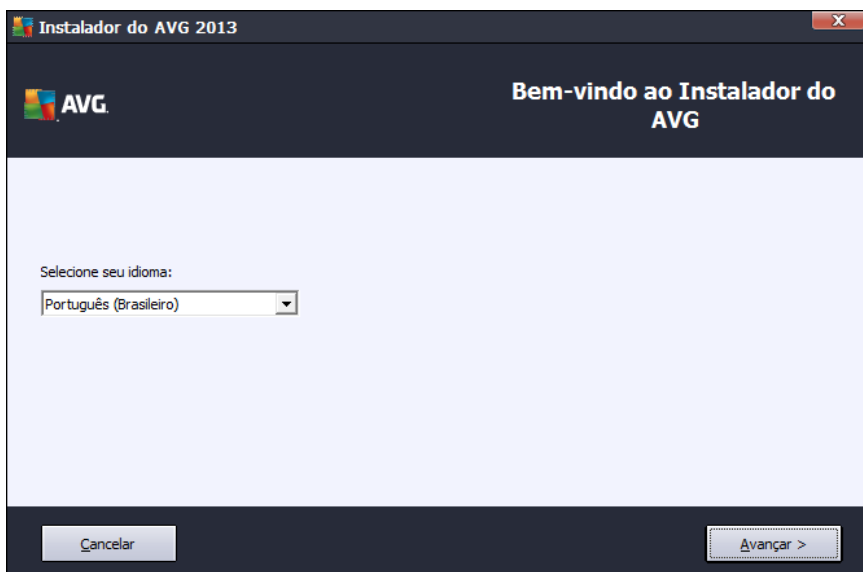 Instalador do AVG 2013
AVG.
Bem-vindo ao Instalador do
AVG
Selecione seu idioma:
Português (Brasileiro)
Cancelar
Avançar >